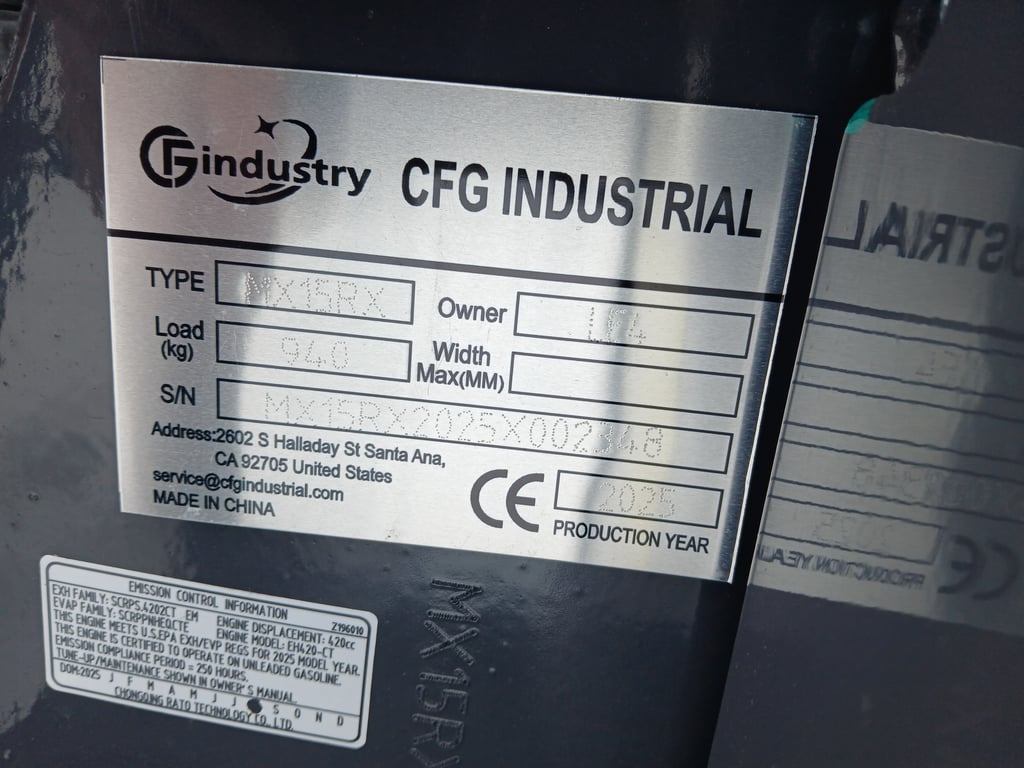 GFindustry CFG INDUSTRIAL
TYPE MX15RX Owner
Load (kg) 940 Width Max(MM)
S/N MX15RX2025X002348
Address:2602 S Halladay St Santa Ana,
CA 92705 United States
service@cfgindustrial.com
MADE IN CHINA
CE 2025
PRODUCTION YEAR
EMISSION CONTROL INFORMATION Z196010
EXH FAMILY: SCRPS.4202CT EM ENGINE DISPLACEMENT: 420cc
EVAP FAMILY: SCRPPNHEQCTE ENGINE MODEL: EH420-CT
THIS ENGINE MEETS U.S.EPA EXH/EVP REGS FOR 2025 MODEL YEAR.
THIS ENGINE IS CERTIFIED TO OPERATE ON UNLEADED GASOLINE.
EMISSION COMPLIANCE PERIOD = 250 HOURS.
TUNE-UP/MAINTENANCE SHOWN IN OWNER'S MANUAL.
DOM:2025 J F M A M J J S O N D
CHONGQING RATO TECHNOLOGY CO. LTD.
MX15RX